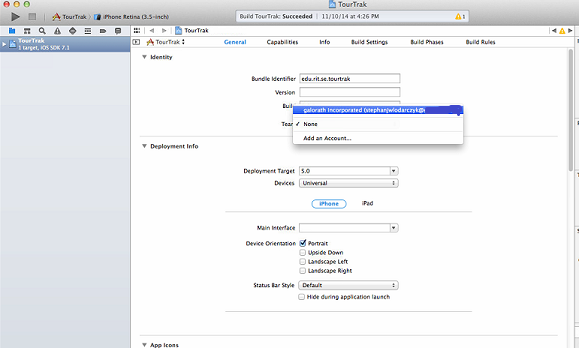 TourTrak
TourTrak iPhone Retina (3.5-inch)
Build TourTrak: Succeeded 11/10/14 at 4:26 PM 1
TourTrak
1 target, iOS SDK 7.1
TourTrak
TourTrak General Capabilities Info Build Settings Build Phases Build Rules
Identity
Bundle Identifier edu.rit.se.tourtrak
Version
Build
galorath Incorporated (stephanjwlodarczyk@
Team
None
Add an Account...
Deployment Info
Deployment Target 5.0
Devices Universal
iPhone iPad
Main Interface
Device Orientation Portrait
Upside Down
Landscape Left
Landscape Right
Status Bar Style Default
Hide during application launch
App Icons